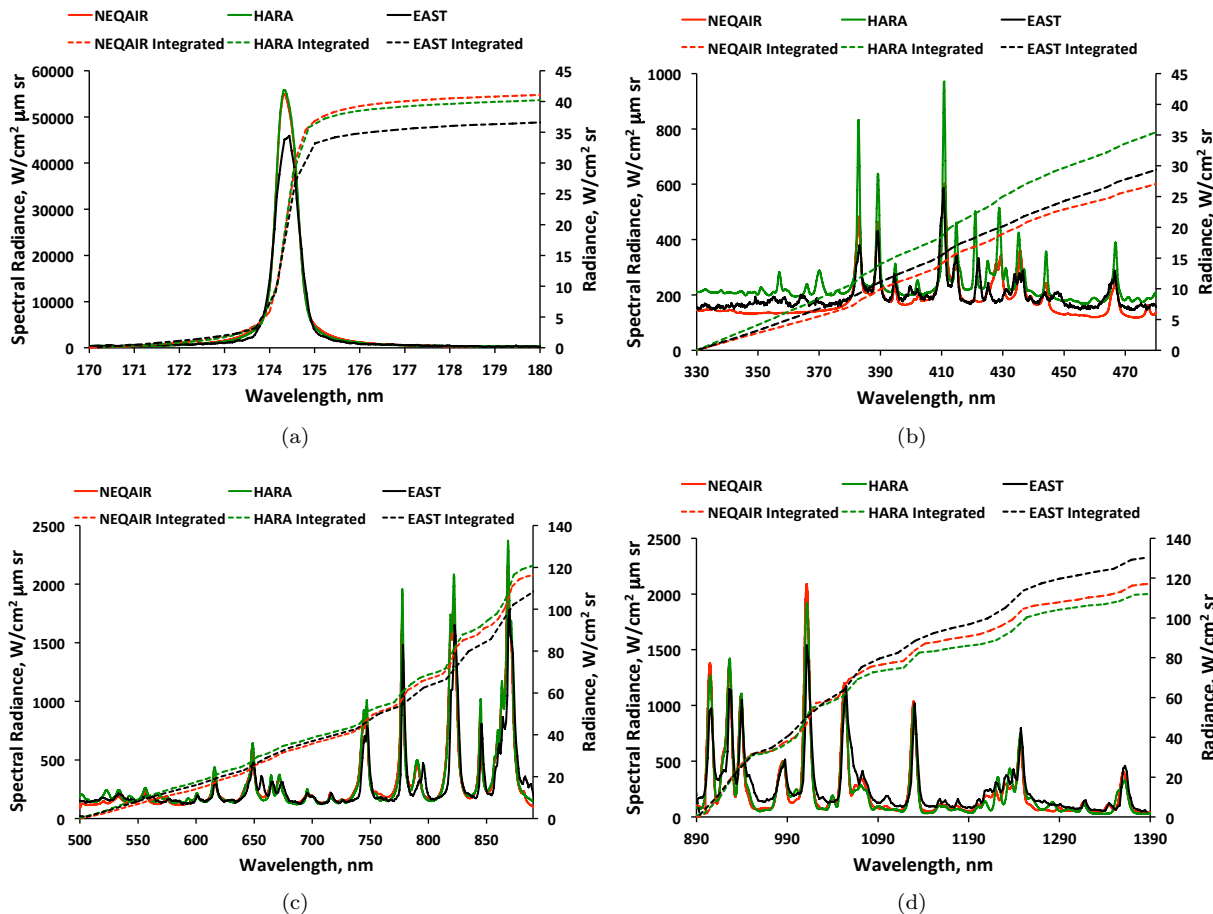 NEQAIR HARA EAST
NEQAIR Integrated HARA Integrated EAST Integrated
Spectral Radiance, W/cm² μm sr
60000
50000
40000
30000
20000
10000
0
45
40
35
30
25
20
15
10
5
0
Radiance, W/cm² sr
170 171 172 173 174 175 176 177 178 179 180
Wavelength, nm
(a)
NEQAIR HARA EAST
NEQAIR Integrated HARA Integrated EAST Integrated
Spectral Radiance, W/cm² μm sr
1000
800
600
400
200
0
45
40
35
30
25
20
15
10
5
0
Radiance, W/cm² sr
330 350 370 390 410 430 450 470
Wavelength, nm
(b)
NEQAIR HARA EAST
NEQAIR Integrated HARA Integrated EAST Integrated
Spectral Radiance, W/cm² μm sr
2500
2000
1500
1000
500
0
140
120
100
80
60
40
20
0
Radiance, W/cm² sr
500 550 600 650 700 750 800 850
Wavelength, nm
(c)
NEQAIR HARA EAST
NEQAIR Integrated HARA Integrated EAST Integrated
Spectral Radiance, W/cm² μm sr
2500
2000
1500
1000
500
0
140
120
100
80
60
40
20
0
Radiance, W/cm² sr
890 990 1090 1190 1290 1390
Wavelength, nm
(d)